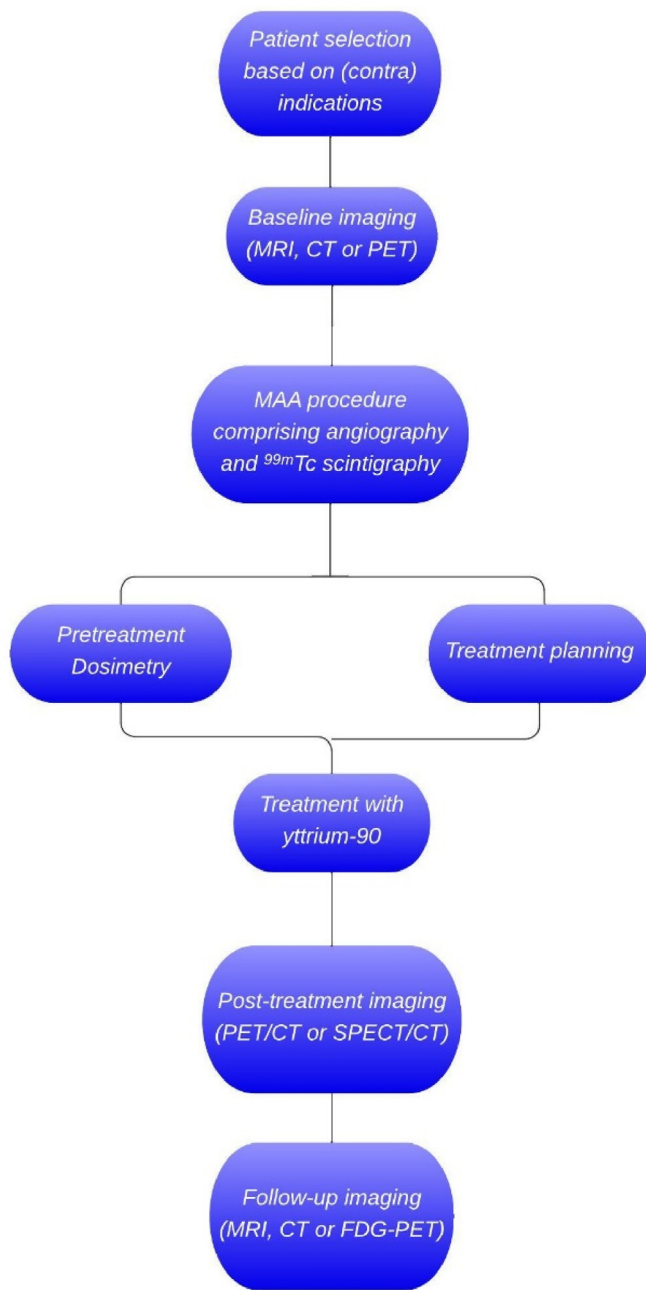 Patient selection
based on (contra)
indications
Baseline imaging
(MRI, CT or PET)
MAA procedure
comprising angiography
and ⁹⁹ᵐTc scintigraphy
Pretreatment
Dosimetry
Treatment planning
Treatment with
yttrium-90
Post-treatment imaging
(PET/CT or SPECT/CT)
Follow-up imaging
(MRI, CT or FDG-PET)